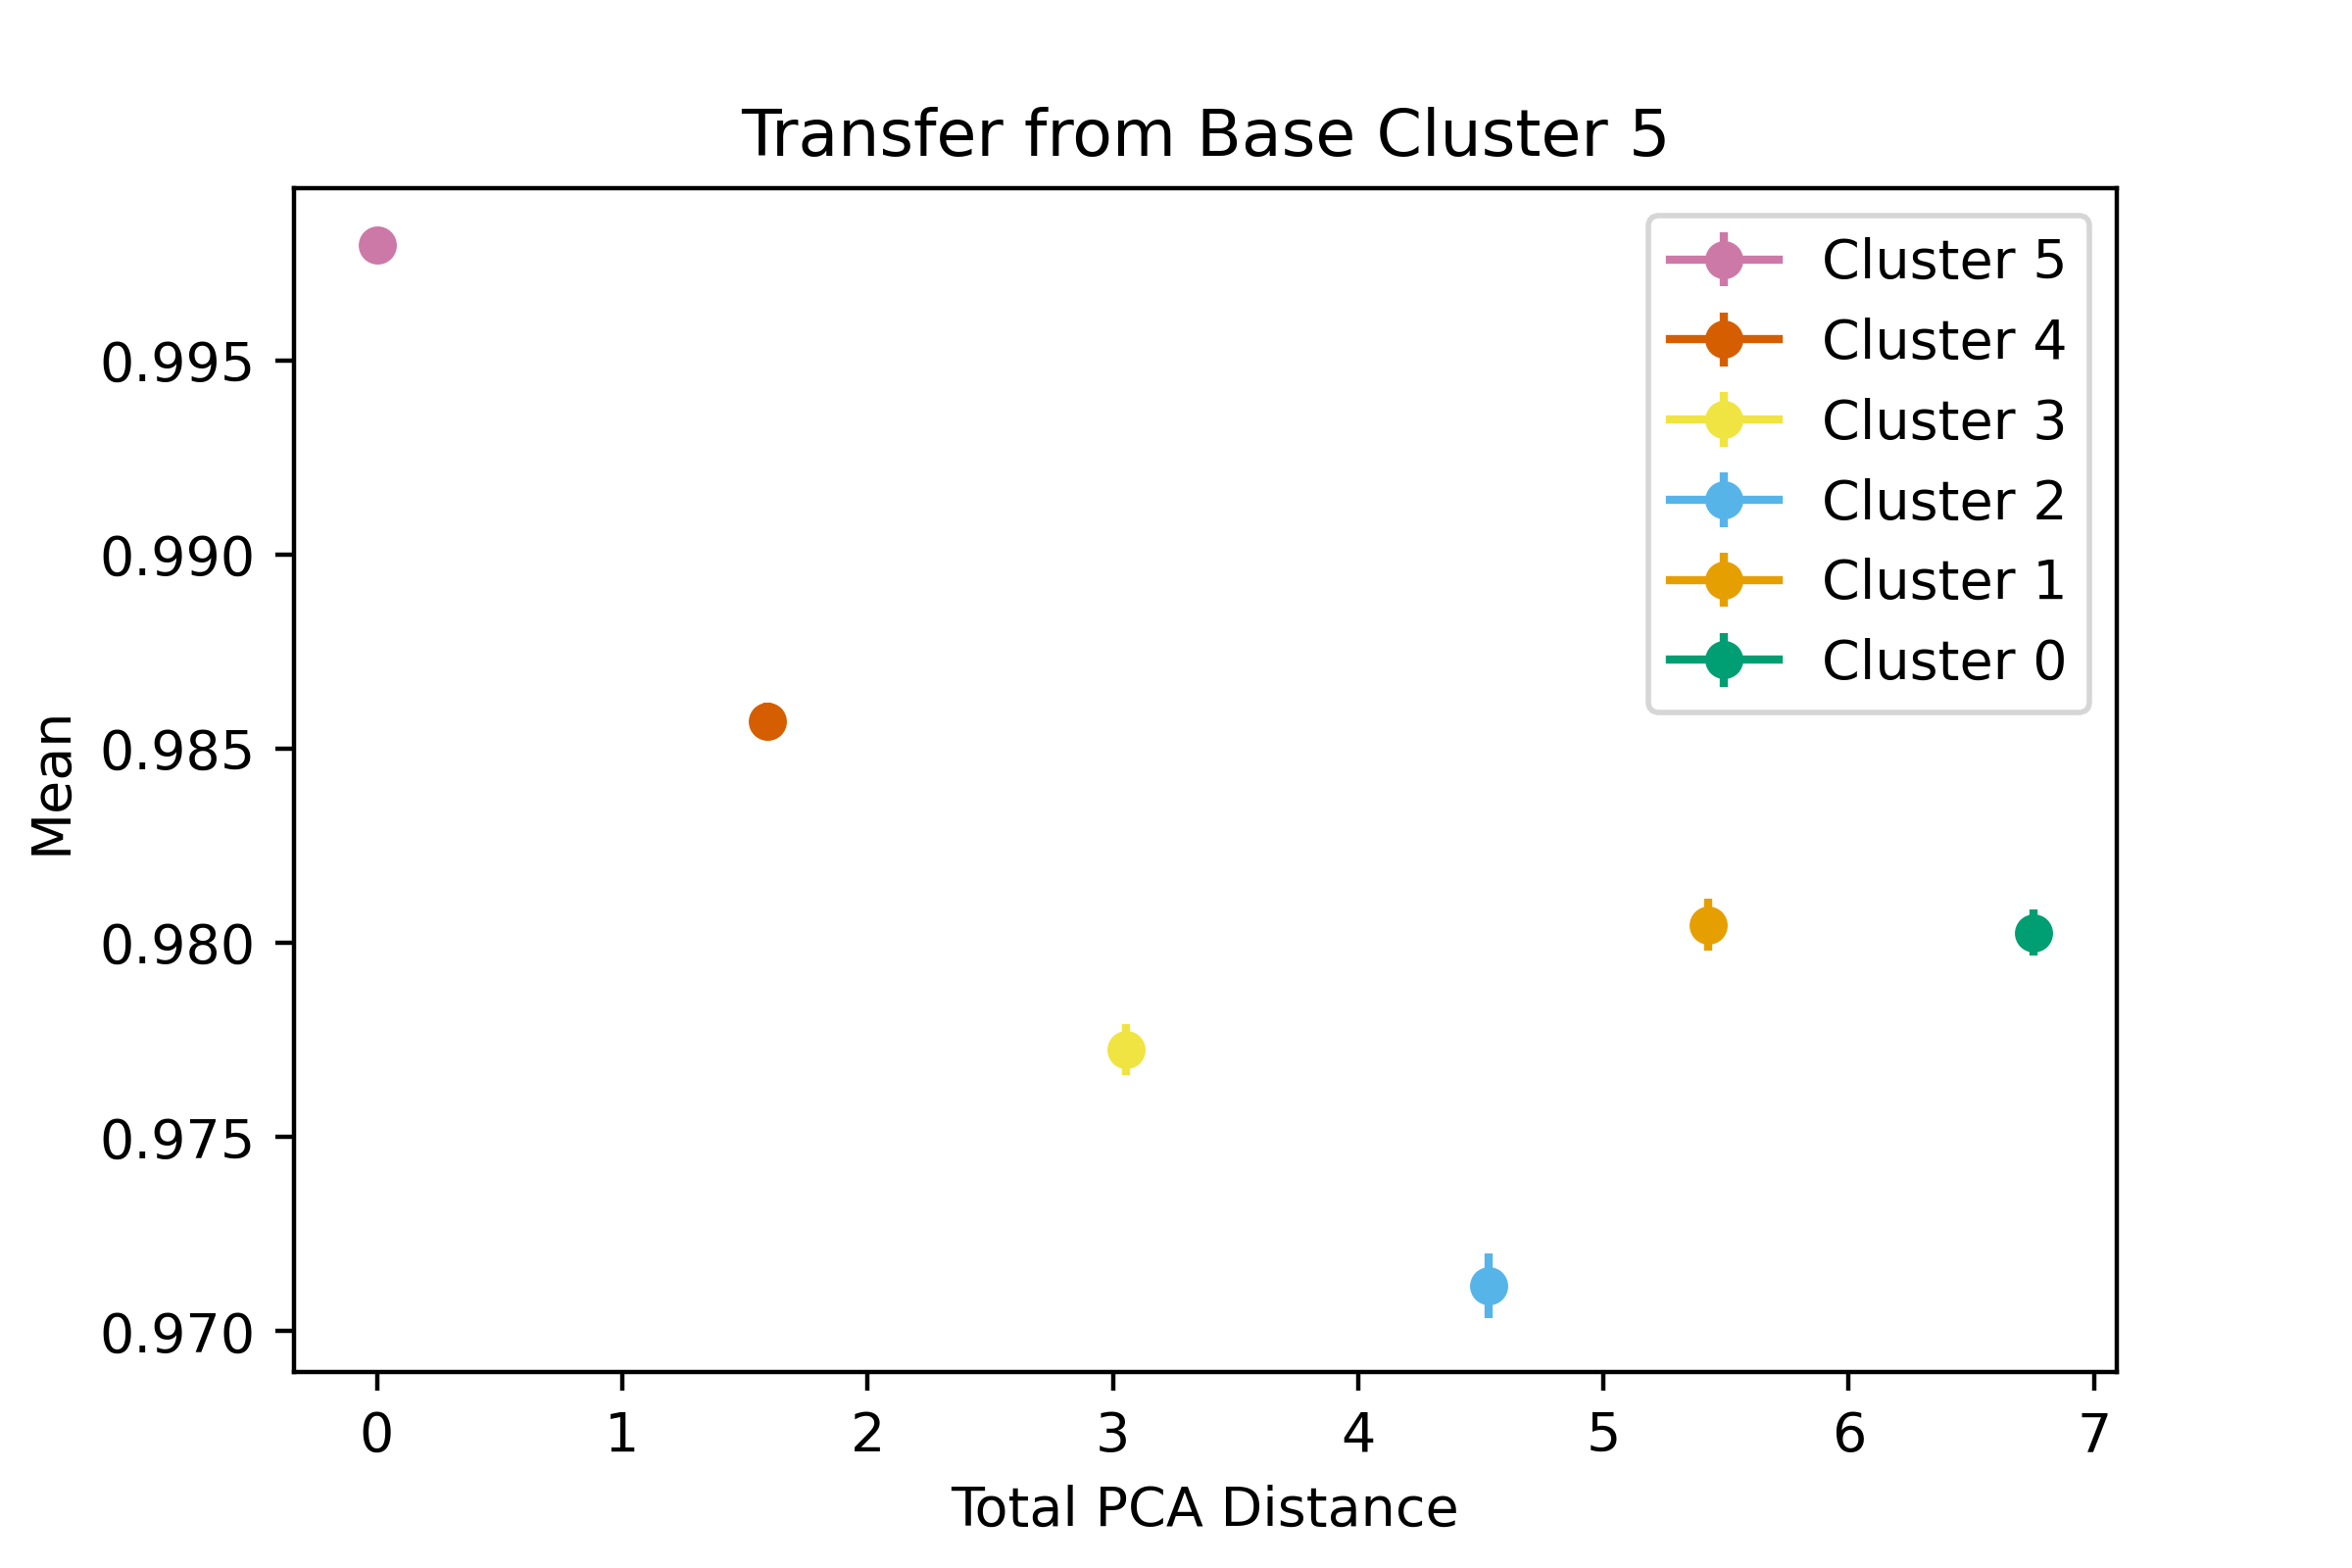 Transfer from Base Cluster 5
Cluster 5
Cluster 4
Cluster 3
Cluster 2
Cluster 1
Cluster 0
0.995
0.990
0.985
0.980
0.975
0.970
Mean
0 1 2 3 4 5 6 7
Total PCA Distance